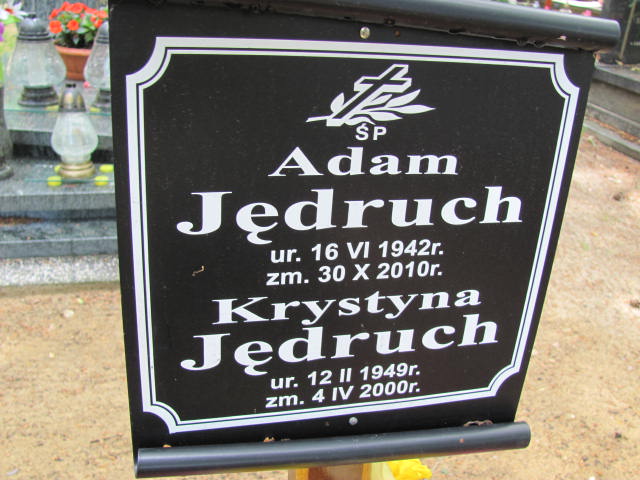 ŚP
Adam
Jędruch
ur. 16 VI 1942r.
zm. 30 X 2010r.
Krystyna
Jędruch
ur. 12 II 1949r.
zm. 4 IV 2000r.